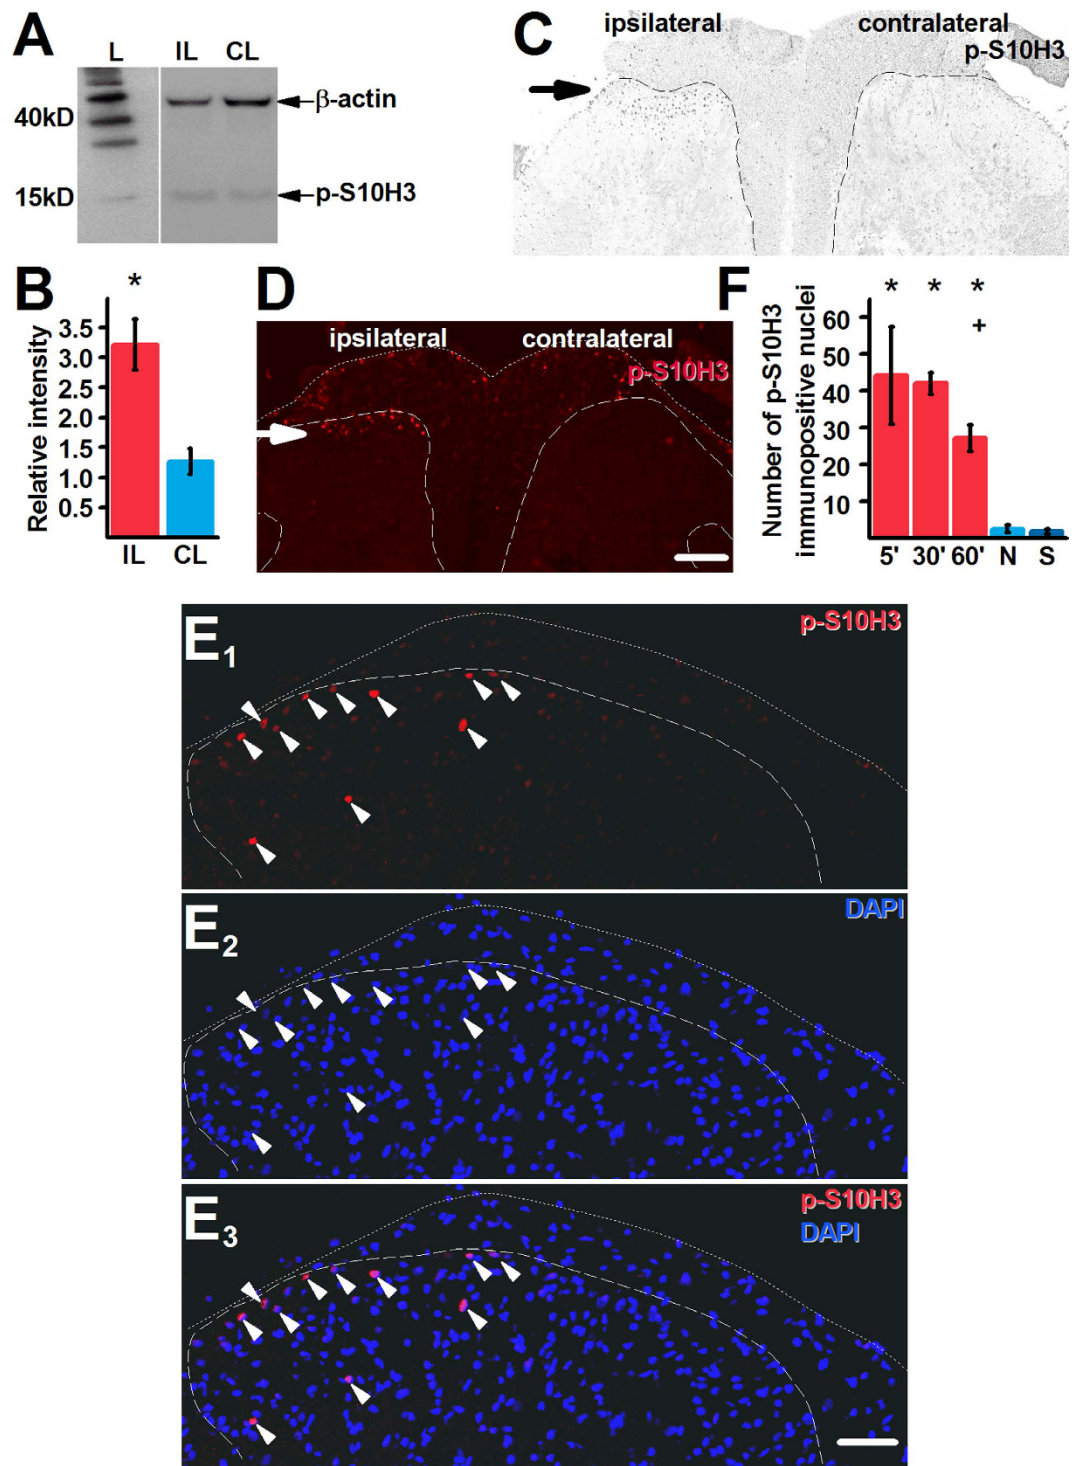 A
L IL CL
β-actin
40kD
15kD
p-S10H3
C
ipsilateral contralateral
p-S10H3
B
*
Relative intensity
3.5
3.0
2.5
2.0
1.5
1.0
0.5
IL CL
D
ipsilateral contralateral
p-S10H3
F
* * *
+
Number of p-S10H3
immunopositive nuclei
60
50
40
30
20
10
5' 30' 60' N S
E1
p-S10H3
E2
DAPI
E3
p-S10H3
DAPI